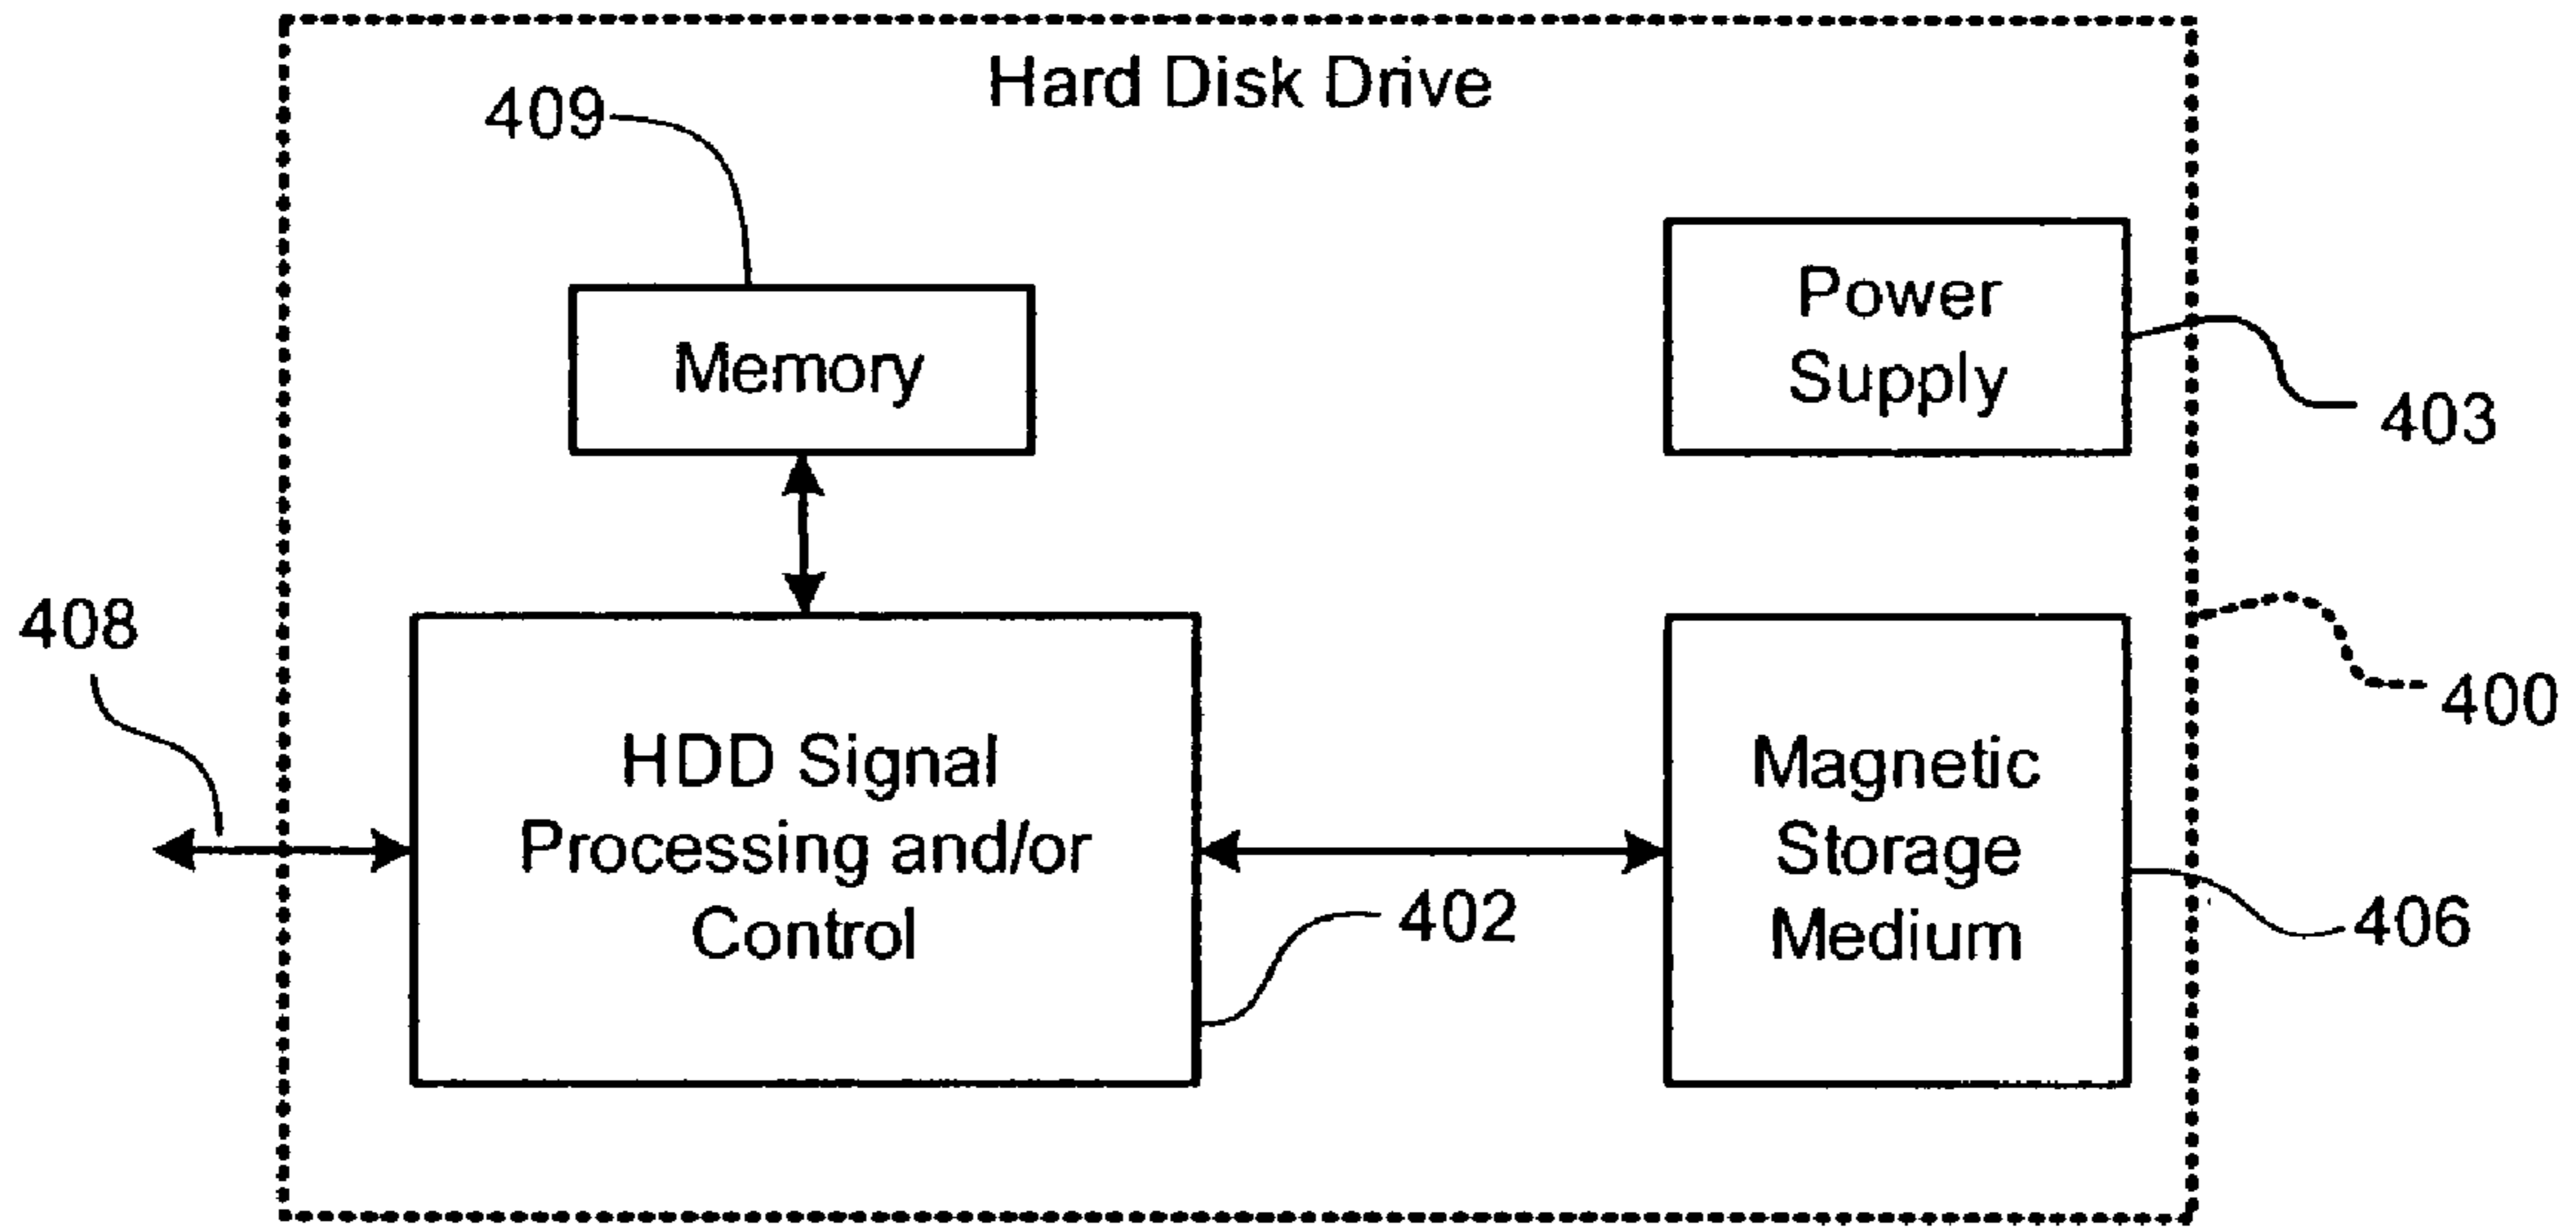 Hard Disk Drive
409
Memory
Power
Supply
403
408
400
HDD Signal
Processing and/or
Control
402
Magnetic
Storage
Medium
406